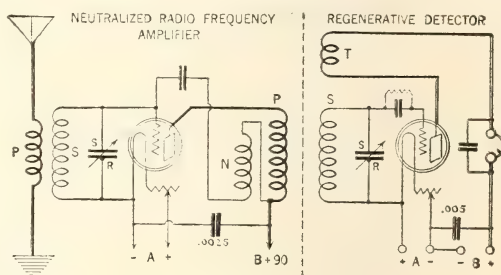 NEUTRALIZED RADIO FREQUENCY
AMPLIFIER
REGENERATIVE DETECTOR
P
S
S
R
N
P
.0025
- A +
B+90
T
S
S
R
.005
+ A -
- B +